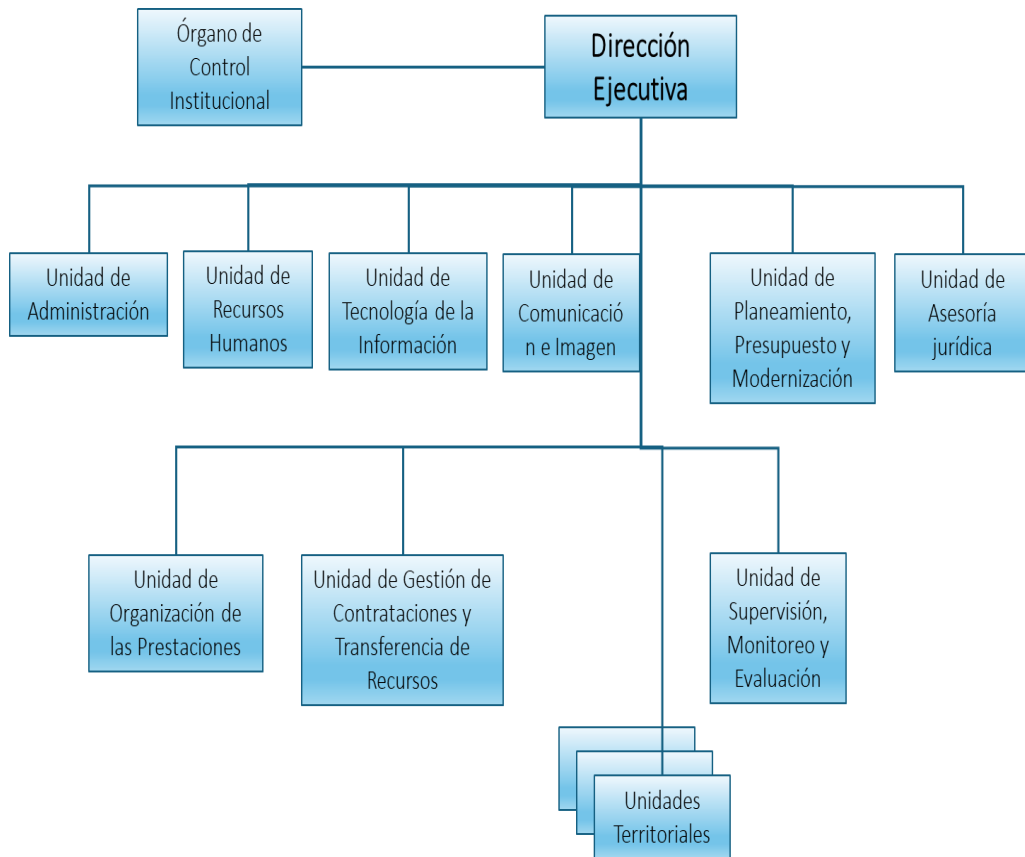 Órgano de
Control
Institucional
Dirección
Ejecutiva
Unidad de
Administración
Unidad de
Recursos
Humanos
Unidad de
Tecnología de la
Información
Unidad de
Comunicació
n e Imagen
Unidad de
Planeamiento,
Presupuesto y
Modernización
Unidad de
Asesoría
jurídica
Unidad de
Organización de
las Prestaciones
Unidad de Gestión de
Contrataciones y
Transferencia de
Recursos
Unidad de
Supervisión,
Monitoreo y
Evaluación
Unidades
Territoriales